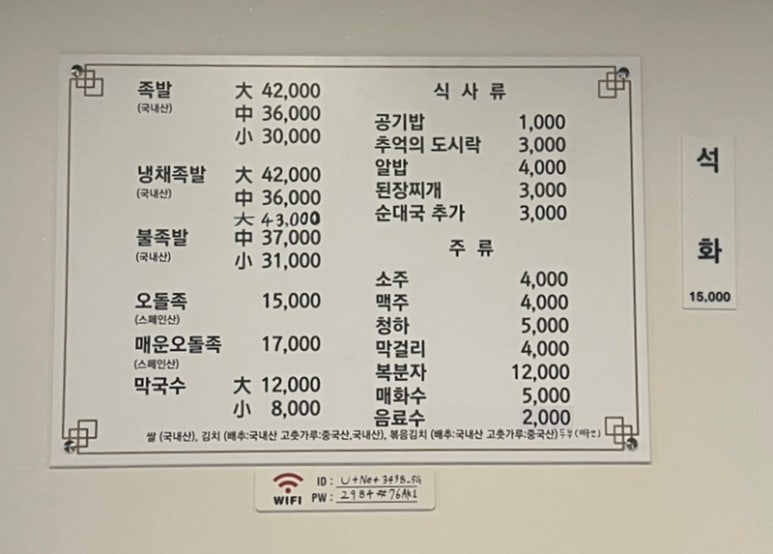 족발 大 42,000
(국내산) 中 36,000
小 30,000
냉채족발 大 42,000
(국내산) 中 36,000
大 43,000
불족발 中 37,000
(국내산) 小 31,000
오돌족 15,000
(스페인산)
매운오돌족 17,000
(스페인산)
막국수 大 12,000
小 8,000
식 사 류
공기밥 1,000
추억의 도시락 3,000
알밥 4,000
된장찌개 3,000
순대국 추가 3,000
주 류
소주 4,000
맥주 4,000
청하 5,000
막걸리 4,000
복분자 12,000
매화수 5,000
음료수 2,000
쌀 (국내산), 김치 (배추:국내산 고춧가루:중국산,국내산), 볶음김치 (배추:국내산 고춧가루:중국산) 두부
석
화
15,000
WIFI
ID : U+Net3438_5G
PW :